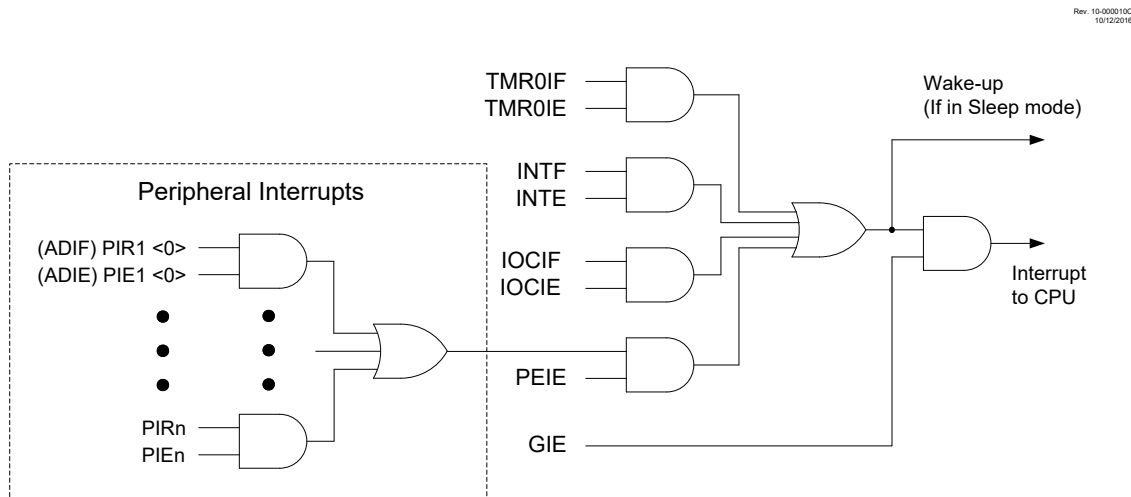 Rev. 10-000010C
10/12/2016
TMR0IF
TMR0IE
Wake-up
(If in Sleep mode)
INTF
INTE
Peripheral Interrupts
(ADIF) PIR1 <0>
(ADIE) PIE1 <0>
IOCIF
IOCIE
Interrupt
to CPU
PEIE
PIRn
PIEn
GIE